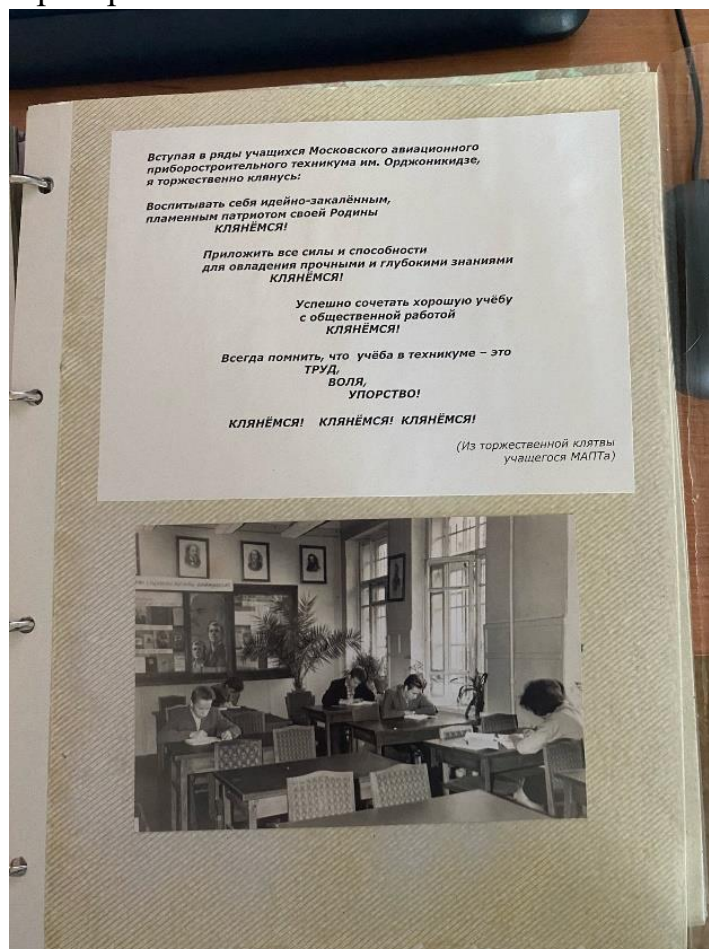 Вступая в ряды учащихся Московского авиационного
приборостроительного техникума им. Орджоникидзе,
я торжественно клянусь:
Воспитывать себя идейно-закалённым,
пламенным патриотом своей Родины
КЛЯНЁМСЯ!
Приложить все силы и способности
для овладения прочными и глубокими знаниями
КЛЯНЁМСЯ!
Успешно сочетать хорошую учёбу
с общественной работой
КЛЯНЁМСЯ!
Всегда помнить, что учёба в техникуме – это
ТРУД,
ВОЛЯ,
УПОРСТВО!
КЛЯНЁМСЯ! КЛЯНЁМСЯ! КЛЯНЁМСЯ!
(Из торжественной клятвы
учащегося МАПТа)